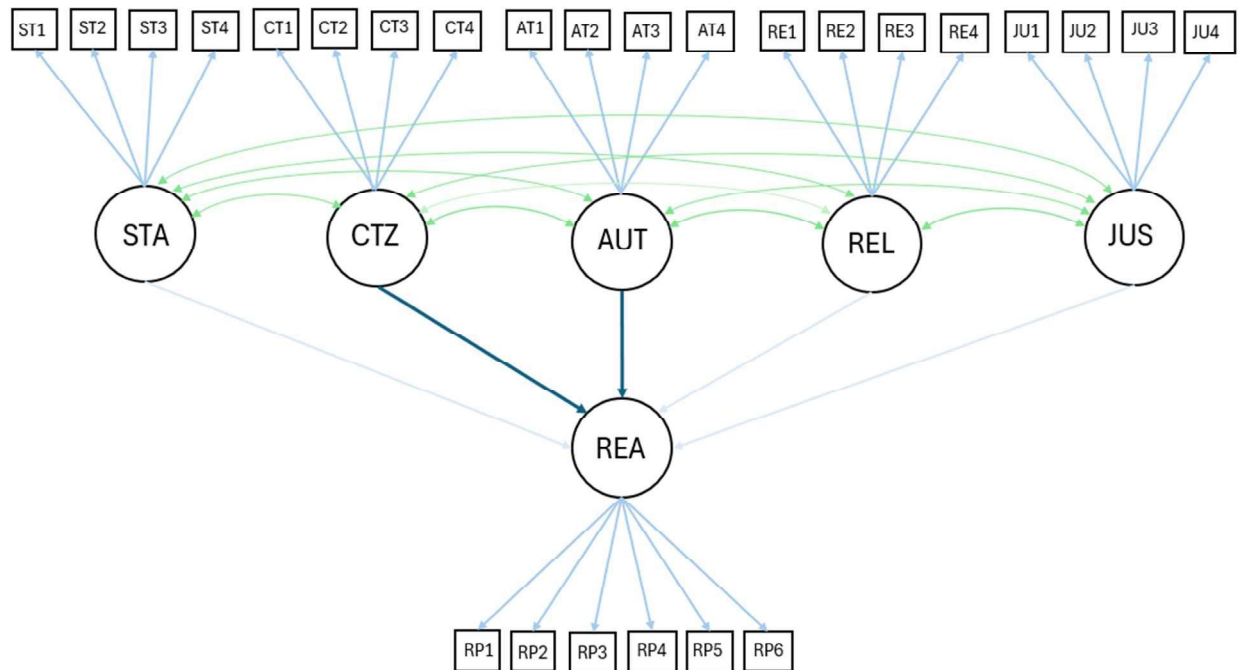 ST1 ST2 ST3 ST4 CT1 CT2 CT3 CT4 AT1 AT2 AT3 AT4 RE1 RE2 RE3 RE4 JU1 JU2 JU3 JU4
STA CTZ AUT REL JUS
REA
RP1 RP2 RP3 RP4 RP5 RP6